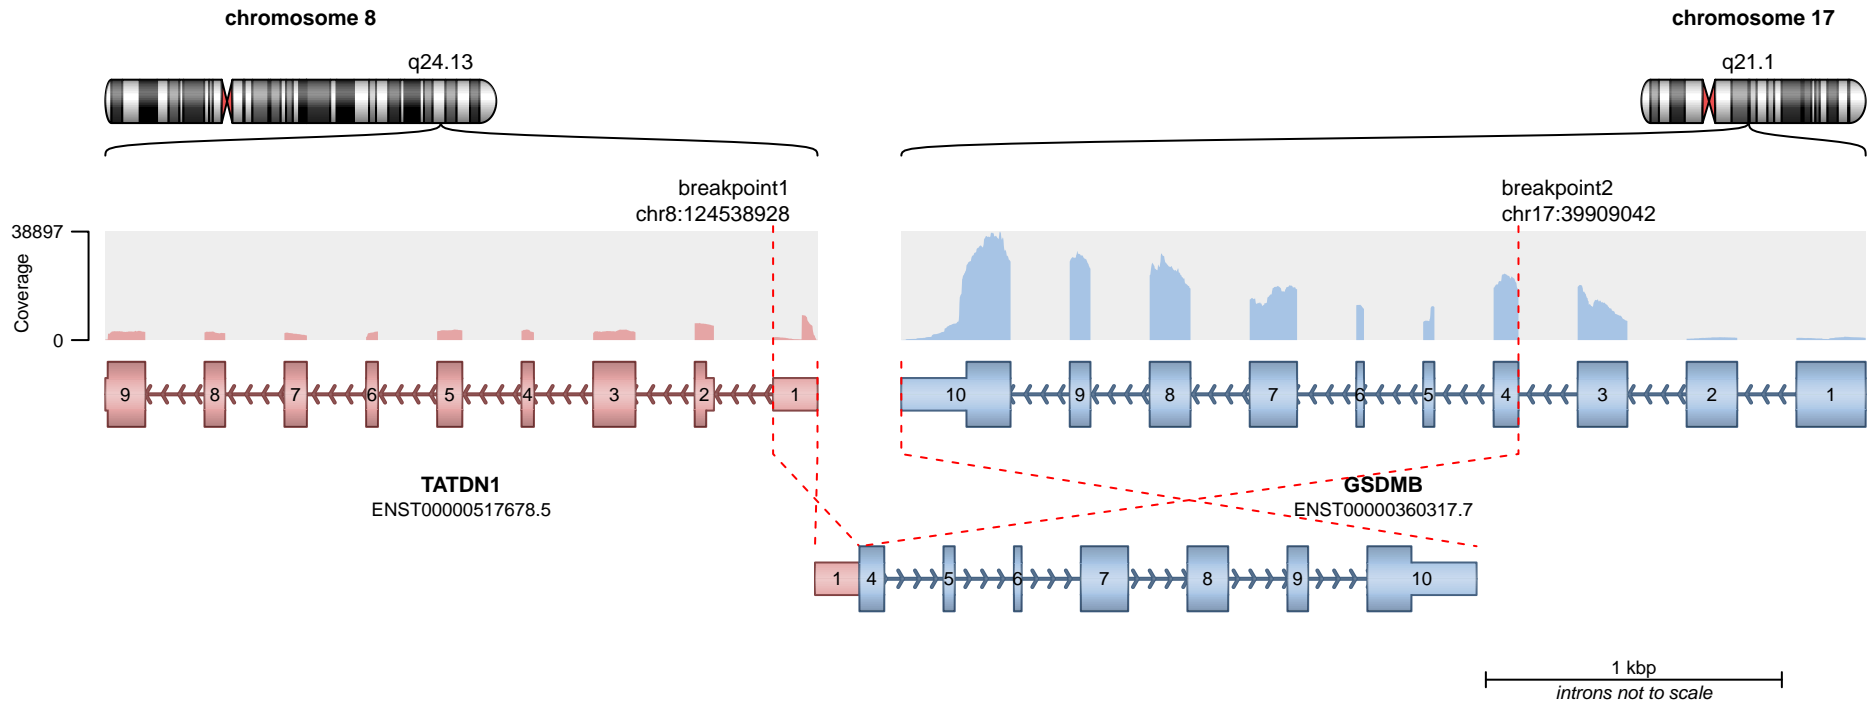 chromosome 8
chromosome 17
q24.13
q21.1
breakpoint1
chr8:124538928
breakpoint2
chr17:39909042
38897
0
Coverage
9 8 7 6 5 4 3 2 1
10 9 8 7 6 5 4 3 2 1
TATDN1
ENST00000517678.5
GSDMB
ENST00000360317.7
1 4 5 6 7 8 9 10
1 kbp
introns not to scale